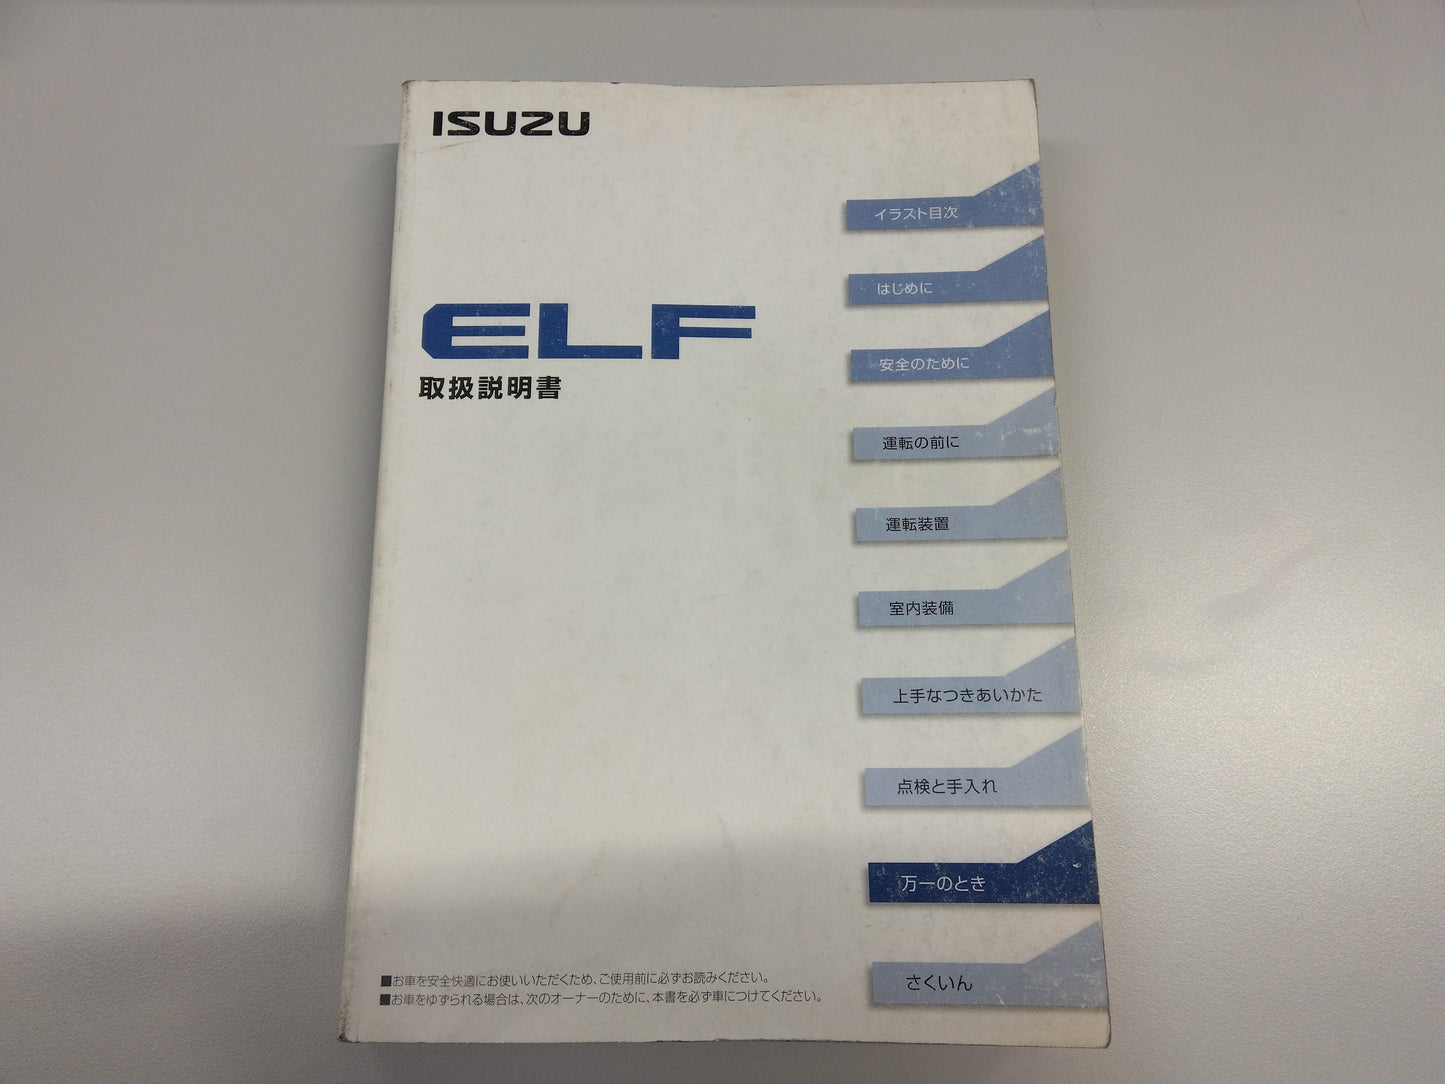 ISUZU
ELF
取扱説明書
イラスト目次
はじめに
安全のために
運転の前に
運転装置
室内装備
上手なつきあいかた
点検と手入れ
万一のとき
さくいん
■お車を安全快適にお使いいただくため、ご使用前に必ずお読みください。
■お車をゆずられる場合は、次のオーナーのために、本書を必ず車につけてください。